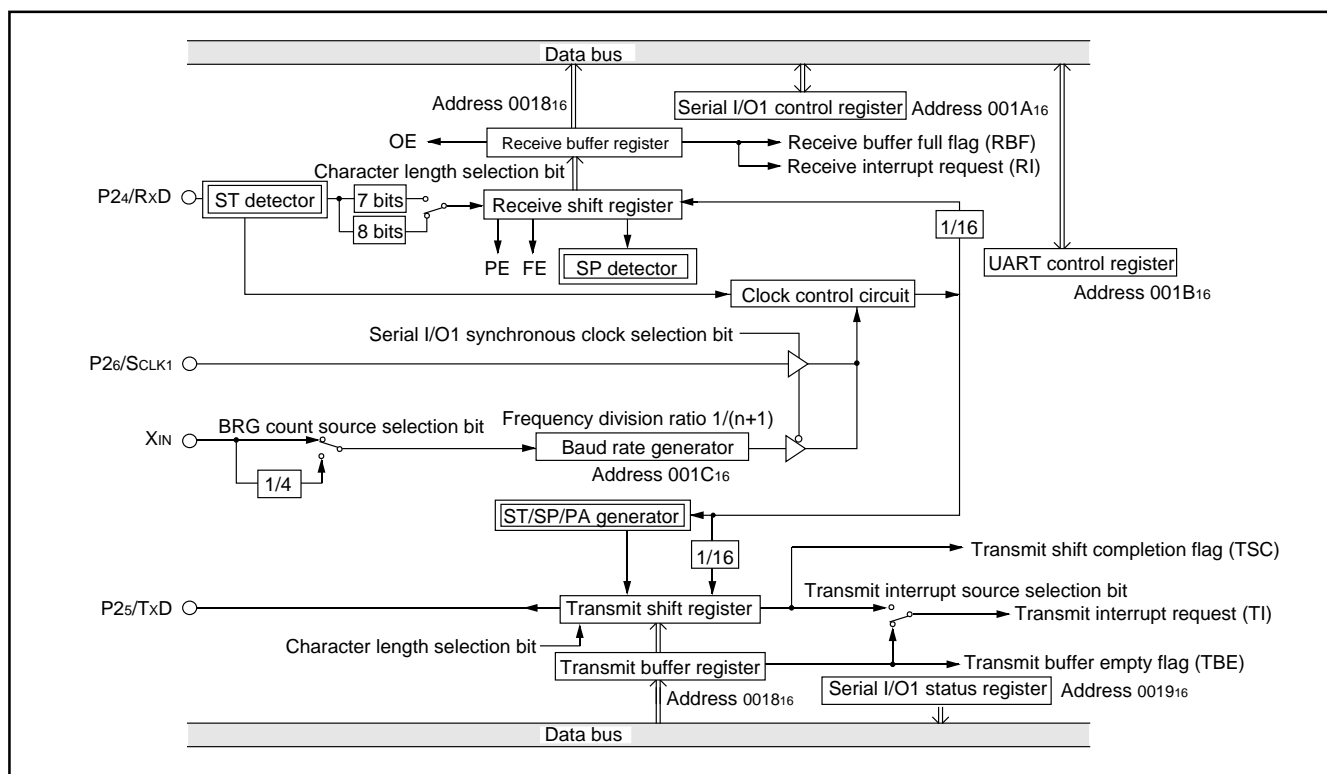 Data bus
Address 0018₁₆
Serial I/O1 control register
Address 001A₁₆
OE
Receive buffer register
Receive buffer full flag (RBF)
Receive interrupt request (RI)
Character length selection bit
P2₄/RxD
ST detector
7 bits
8 bits
Receive shift register
1/16
PE
FE
SP detector
UART control register
Address 001B₁₆
Clock control circuit
Serial I/O1 synchronous clock selection bit
P2₆/SCLK1
BRG count source selection bit
Frequency division ratio 1/(n+1)
XIN
Baud rate generator
Address 001C₁₆
1/4
ST/SP/PA generator
1/16
Transmit shift completion flag (TSC)
Transmit interrupt source selection bit
P2₅/TxD
Transmit shift register
Transmit interrupt request (TI)
Character length selection bit
Transmit buffer register
Transmit buffer empty flag (TBE)
Address 0018₁₆
Serial I/O1 status register
Address 0019₁₆
Data bus